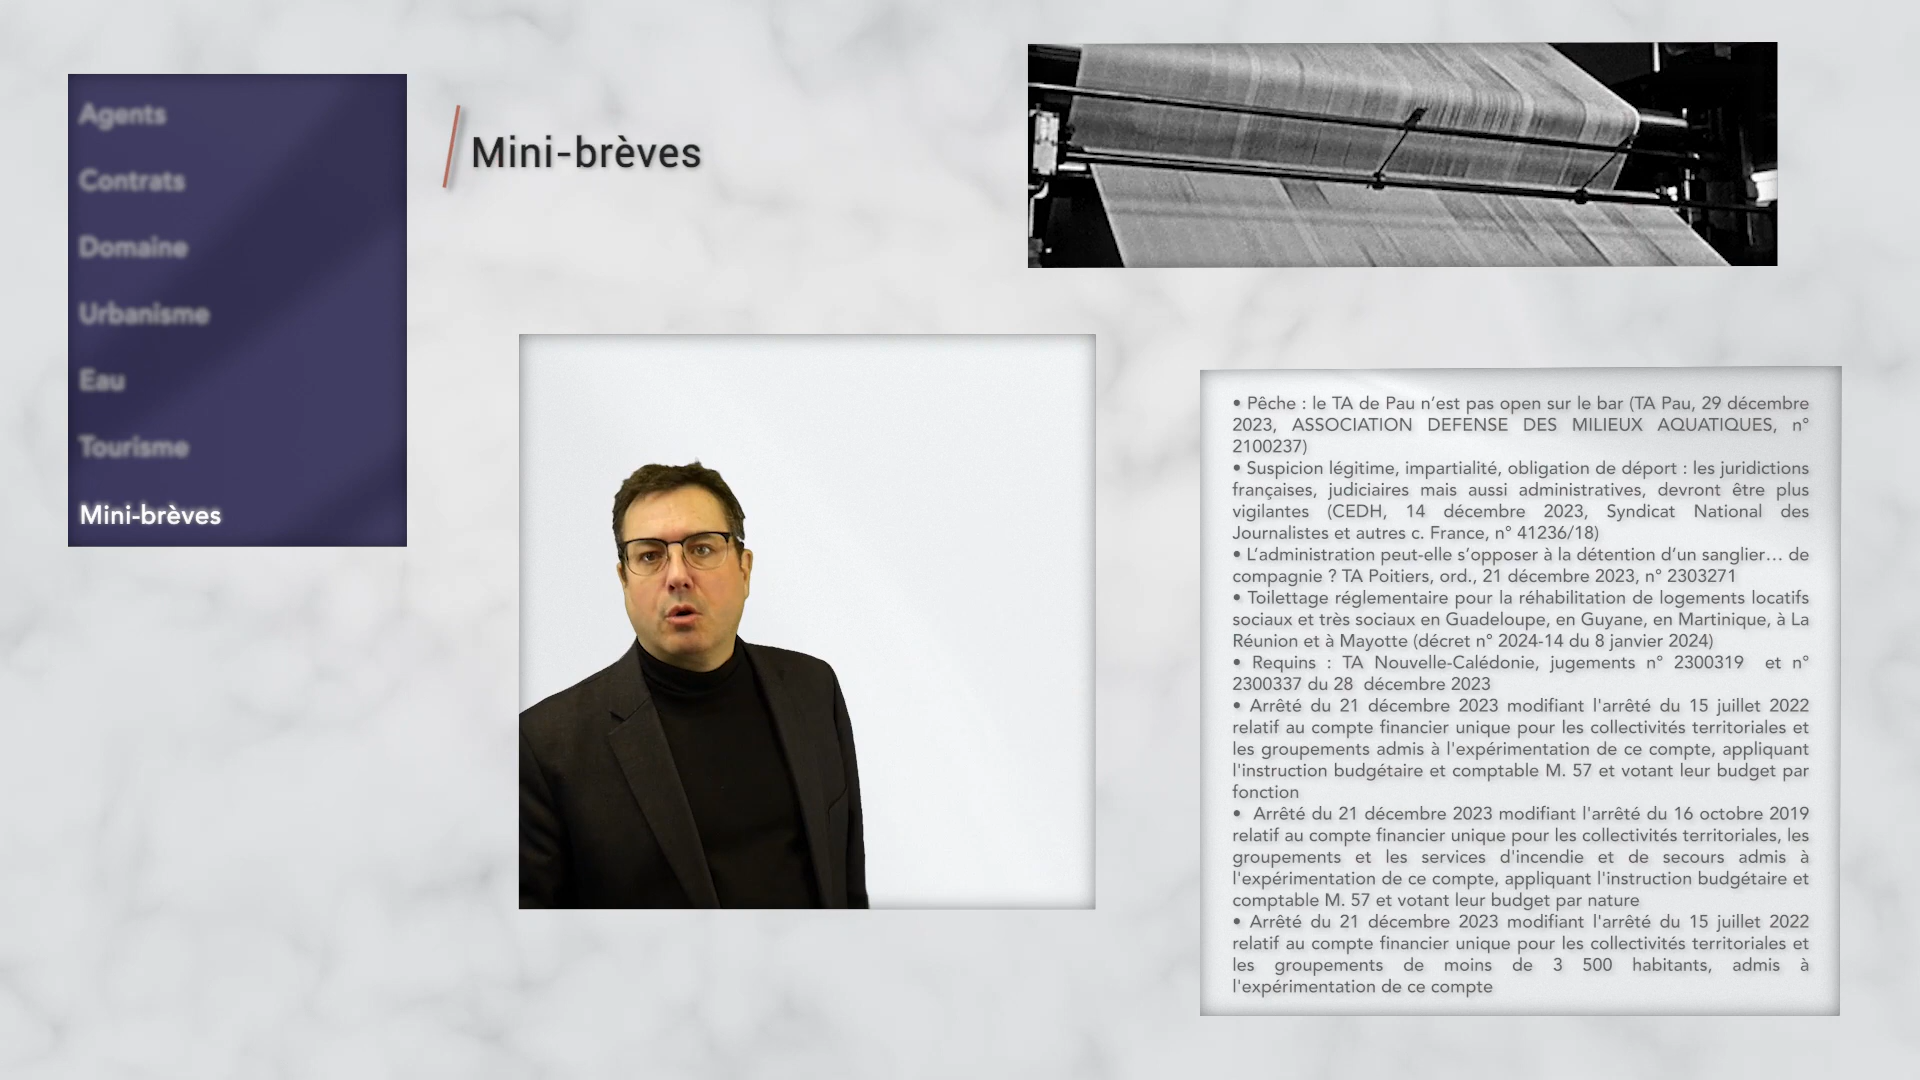 Agents
Contrats
Domaine
Urbanisme
Eau
Tourisme
Mini-brèves
Mini-brèves
• Pêche : le TA de Pau n’est pas open sur le bar (TA Pau, 29 décembre
2023, ASSOCIATION DEFENSE DES MILIEUX AQUATIQUES, n°
2100237)
• Suspicion légitime, impartialité, obligation de déport : les juridictions
françaises, judiciaires mais aussi administratives, devront être plus
vigilantes (CEDH, 14 décembre 2023, Syndicat National des
Journalistes et autres c. France, n° 41236/18)
• L’administration peut-elle s’opposer à la détention d’un sanglier… de
compagnie ? TA Poitiers, ord., 21 décembre 2023, n° 2303271
• Toilettage réglementaire pour la réhabilitation de logements locatifs
sociaux et très sociaux en Guadeloupe, en Guyane, en Martinique, à La
Réunion et à Mayotte (décret n° 2024-14 du 8 janvier 2024)
• Requins : TA Nouvelle-Calédonie, jugements n° 2300319 et n°
2300337 du 28 décembre 2023
• Arrêté du 21 décembre 2023 modifiant l'arrêté du 15 juillet 2022
relatif au compte financier unique pour les collectivités territoriales et
les groupements admis à l'expérimentation de ce compte, appliquant
l'instruction budgétaire et comptable M. 57 et votant leur budget par
fonction
• Arrêté du 21 décembre 2023 modifiant l'arrêté du 16 octobre 2019
relatif au compte financier unique pour les collectivités territoriales, les
groupements et les services d'incendie et de secours admis à
l'expérimentation de ce compte, appliquant l'instruction budgétaire et
comptable M. 57 et votant leur budget par nature
• Arrêté du 21 décembre 2023 modifiant l'arrêté du 15 juillet 2022
relatif au compte financier unique pour les collectivités territoriales et
les groupements de moins de 3 500 habitants, admis à
l'expérimentation de ce compte